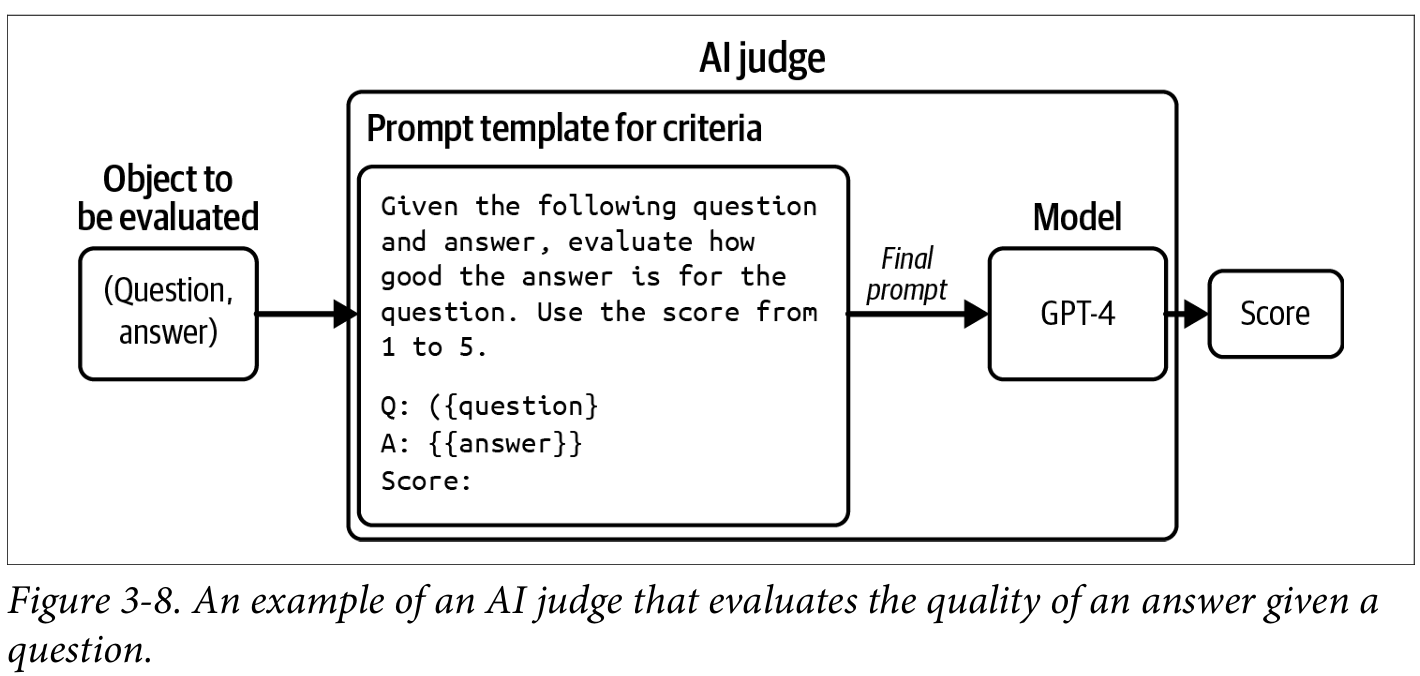 AI judge
Prompt template for criteria
Object to
be evaluated
(Question,
answer)
Given the following question
and answer, evaluate how
good the answer is for the
question. Use the score from
1 to 5.
Q: ({question}
A: {{answer}}
Score:
Final
prompt
Model
GPT-4
Score
Figure 3-8. An example of an AI judge that evaluates the quality of an answer given a
question.